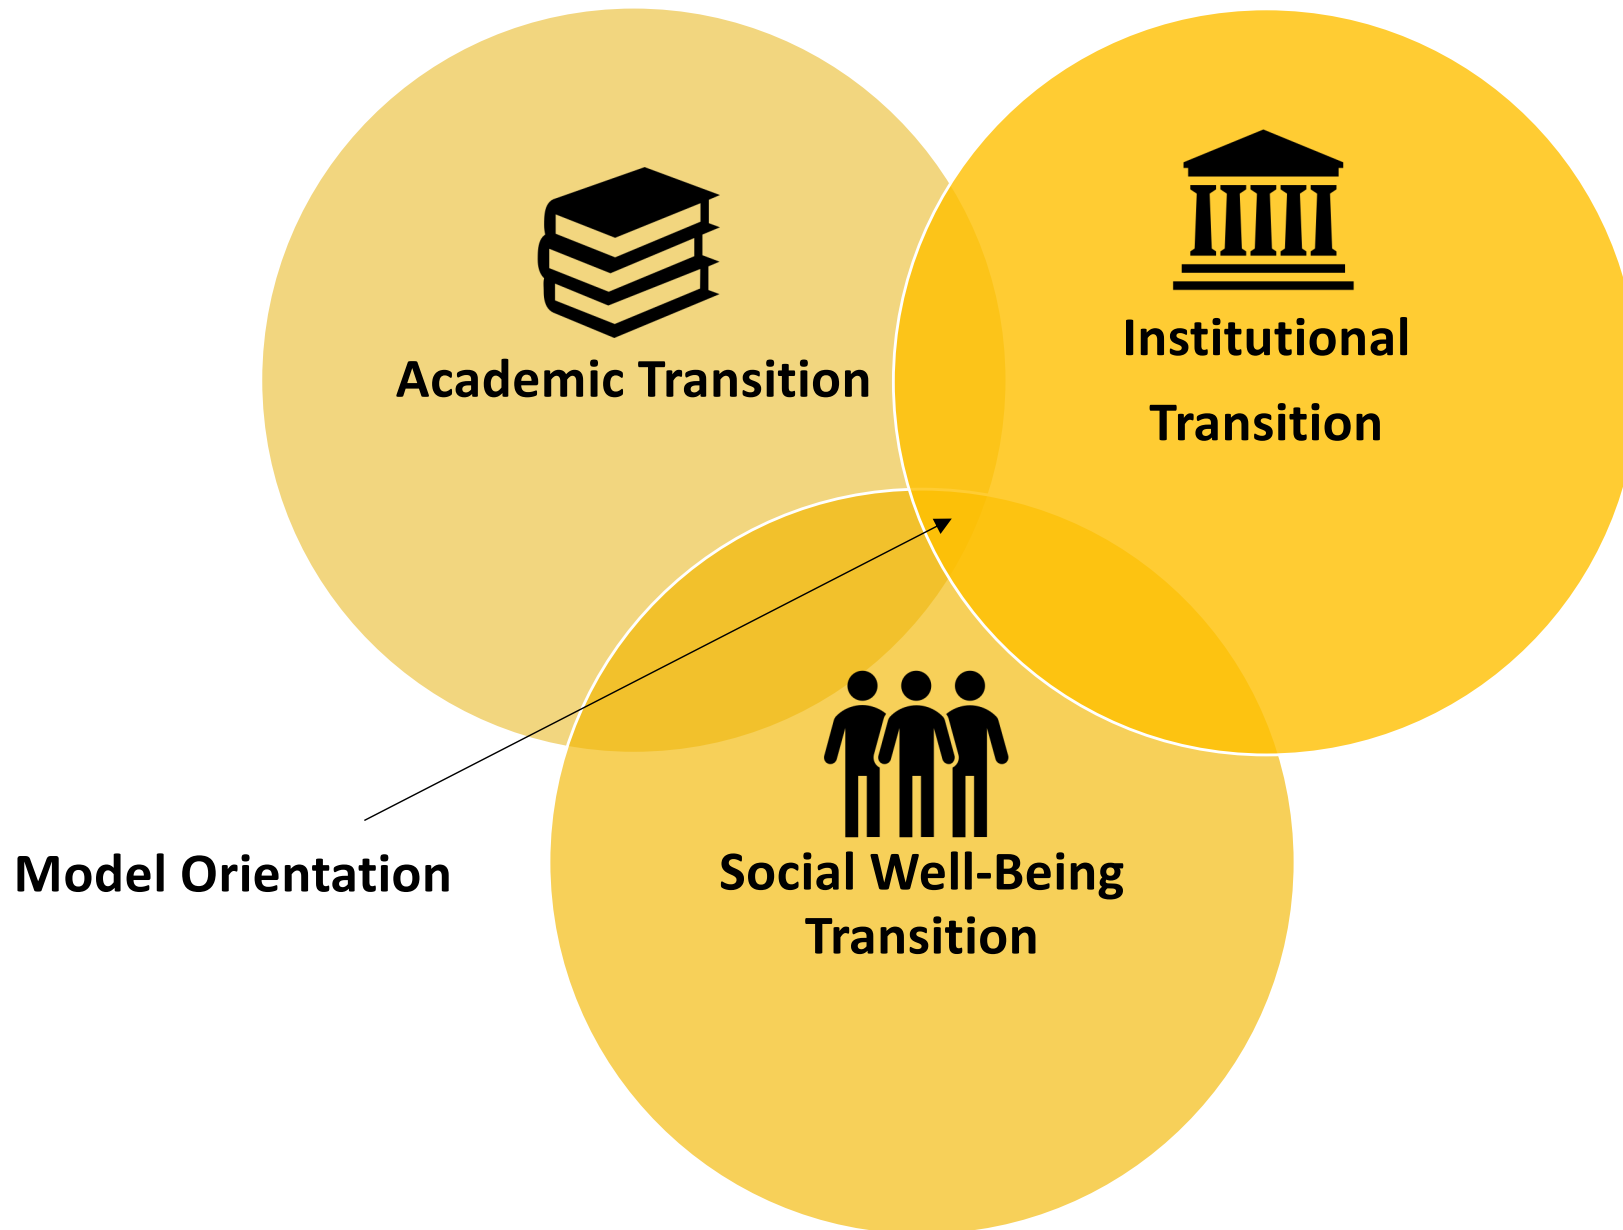 Academic Transition
Institutional
Transition
Model Orientation
Social Well-Being
Transition